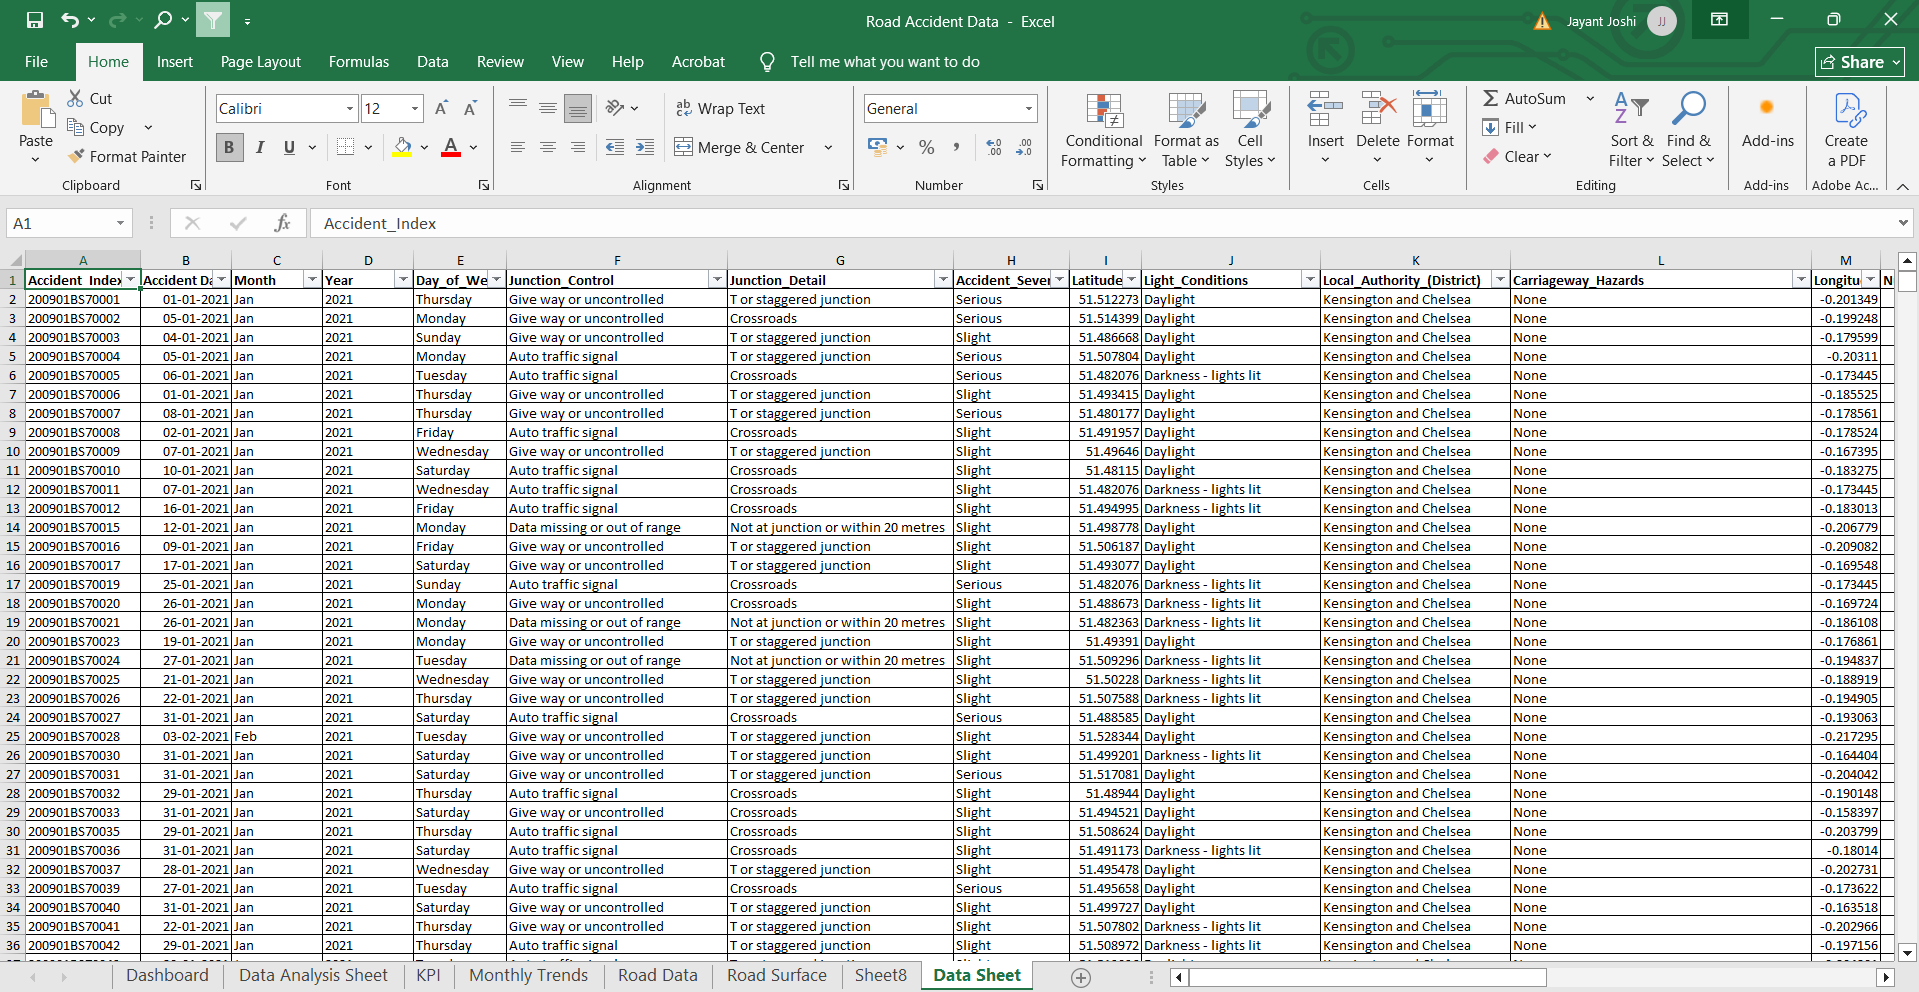 Road Accident Data - Excel
Jayant Joshi
JJ
File Home Insert Page Layout Formulas Data Review View Help Acrobat Tell me what you want to do
Share
Paste
Cut
Copy
Format Painter
Clipboard
Calibri 12
B I U
Font
Wrap Text
Merge & Center
Alignment
General
Number
Conditional Formatting
Format as Table
Cell Styles
Styles
Insert Delete Format
Cells
AutoSum
Fill
Clear
Sort & Filter
Find & Select
Editing
Add-ins
Add-ins
Create a PDF
Adobe Ac...
A1 fx Accident_Index
A B C D E F G H I J K L M
1 Accident_Index Accident Da Month Year Day_of_We Junction_Control Junction_Detail Accident_Sever Latitude Light_Conditions Local_Authority_(District) Carriageway_Hazards Longitu N
2 200901BS70001 01-01-2021 Jan 2021 Thursday Give way or uncontrolled T or staggered junction Serious 51.512273 Daylight Kensington and Chelsea None -0.201349
3 200901BS70002 05-01-2021 Jan 2021 Monday Give way or uncontrolled Crossroads Serious 51.514399 Daylight Kensington and Chelsea None -0.199248
4 200901BS70003 04-01-2021 Jan 2021 Sunday Give way or uncontrolled T or staggered junction Slight 51.486668 Daylight Kensington and Chelsea None -0.179599
5 200901BS70004 05-01-2021 Jan 2021 Monday Auto traffic signal T or staggered junction Serious 51.507804 Daylight Kensington and Chelsea None -0.20311
6 200901BS70005 06-01-2021 Jan 2021 Tuesday Auto traffic signal Crossroads Serious 51.482076 Darkness - lights lit Kensington and Chelsea None -0.173445
7 200901BS70006 01-01-2021 Jan 2021 Thursday Give way or uncontrolled T or staggered junction Slight 51.493415 Daylight Kensington and Chelsea None -0.185525
8 200901BS70007 08-01-2021 Jan 2021 Thursday Give way or uncontrolled T or staggered junction Serious 51.480177 Daylight Kensington and Chelsea None -0.178561
9 200901BS70008 02-01-2021 Jan 2021 Friday Auto traffic signal Crossroads Slight 51.491957 Daylight Kensington and Chelsea None -0.178524
10 200901BS70009 07-01-2021 Jan 2021 Wednesday Give way or uncontrolled T or staggered junction Slight 51.49646 Daylight Kensington and Chelsea None -0.167395
11 200901BS70010 10-01-2021 Jan 2021 Saturday Auto traffic signal Crossroads Slight 51.48115 Daylight Kensington and Chelsea None -0.183275
12 200901BS70011 07-01-2021 Jan 2021 Wednesday Auto traffic signal Crossroads Slight 51.482076 Darkness - lights lit Kensington and Chelsea None -0.173445
13 200901BS70012 16-01-2021 Jan 2021 Friday Auto traffic signal Crossroads Slight 51.494995 Darkness - lights lit Kensington and Chelsea None -0.183013
14 200901BS70015 12-01-2021 Jan 2021 Monday Data missing or out of range Not at junction or within 20 metres Slight 51.498778 Daylight Kensington and Chelsea None -0.206779
15 200901BS70016 09-01-2021 Jan 2021 Friday Give way or uncontrolled T or staggered junction Slight 51.506187 Daylight Kensington and Chelsea None -0.209082
16 200901BS70017 17-01-2021 Jan 2021 Saturday Give way or uncontrolled T or staggered junction Slight 51.493077 Daylight Kensington and Chelsea None -0.169548
17 200901BS70019 25-01-2021 Jan 2021 Sunday Auto traffic signal Crossroads Serious 51.482076 Darkness - lights lit Kensington and Chelsea None -0.173445
18 200901BS70020 26-01-2021 Jan 2021 Monday Give way or uncontrolled Crossroads Slight 51.488673 Darkness - lights lit Kensington and Chelsea None -0.169724
19 200901BS70021 26-01-2021 Jan 2021 Monday Data missing or out of range Not at junction or within 20 metres Slight 51.482363 Darkness - lights lit Kensington and Chelsea None -0.186108
20 200901BS70023 19-01-2021 Jan 2021 Monday Give way or uncontrolled T or staggered junction Slight 51.49391 Daylight Kensington and Chelsea None -0.176861
21 200901BS70024 27-01-2021 Jan 2021 Tuesday Data missing or out of range Not at junction or within 20 metres Slight 51.509296 Darkness - lights lit Kensington and Chelsea None -0.194837
22 200901BS70025 21-01-2021 Jan 2021 Wednesday Give way or uncontrolled T or staggered junction Slight 51.50228 Darkness - lights lit Kensington and Chelsea None -0.188919
23 200901BS70026 22-01-2021 Jan 2021 Thursday Give way or uncontrolled T or staggered junction Slight 51.507588 Darkness - lights lit Kensington and Chelsea None -0.194905
24 200901BS70027 31-01-2021 Jan 2021 Saturday Auto traffic signal Crossroads Serious 51.488585 Daylight Kensington and Chelsea None -0.193063
25 200901BS70028 03-02-2021 Feb 2021 Tuesday Give way or uncontrolled T or staggered junction Slight 51.528344 Daylight Kensington and Chelsea None -0.217295
26 200901BS70030 31-01-2021 Jan 2021 Saturday Give way or uncontrolled T or staggered junction Slight 51.499201 Darkness - lights lit Kensington and Chelsea None -0.164404
27 200901BS70031 31-01-2021 Jan 2021 Saturday Give way or uncontrolled T or staggered junction Serious 51.517081 Daylight Kensington and Chelsea None -0.204042
28 200901BS70032 29-01-2021 Jan 2021 Thursday Auto traffic signal Crossroads Slight 51.48944 Daylight Kensington and Chelsea None -0.190148
29 200901BS70033 31-01-2021 Jan 2021 Saturday Give way or uncontrolled Crossroads Slight 51.494521 Daylight Kensington and Chelsea None -0.158397
30 200901BS70035 29-01-2021 Jan 2021 Thursday Auto traffic signal Crossroads Slight 51.508624 Daylight Kensington and Chelsea None -0.203799
31 200901BS70036 31-01-2021 Jan 2021 Saturday Auto traffic signal Crossroads Slight 51.491173 Darkness - lights lit Kensington and Chelsea None -0.18014
32 200901BS70037 28-01-2021 Jan 2021 Wednesday Give way or uncontrolled T or staggered junction Slight 51.495478 Daylight Kensington and Chelsea None -0.202731
33 200901BS70039 27-01-2021 Jan 2021 Tuesday Auto traffic signal Crossroads Serious 51.495658 Daylight Kensington and Chelsea None -0.173622
34 200901BS70040 31-01-2021 Jan 2021 Saturday Give way or uncontrolled T or staggered junction Slight 51.499727 Daylight Kensington and Chelsea None -0.163518
35 200901BS70041 22-01-2021 Jan 2021 Thursday Give way or uncontrolled T or staggered junction Slight 51.507802 Darkness - lights lit Kensington and Chelsea None -0.202966
36 200901BS70042 29-01-2021 Jan 2021 Thursday Auto traffic signal T or staggered junction Slight 51.508972 Darkness - lights lit Kensington and Chelsea None -0.197156
Dashboard Data Analysis Sheet KPI Monthly Trends Road Data Road Surface Sheet8 Data Sheet